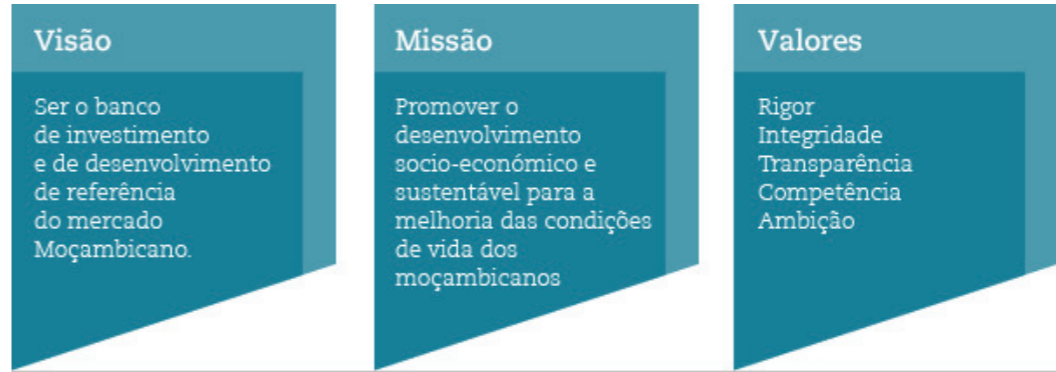 Visão
Ser o banco
de investimento
e de desenvolvimento
de referência
do mercado
Moçambicano.
Missão
Promover o
desenvolvimento
socio-económico e
sustentável para a
melhoria das condições
de vida dos
moçambicanos
Valores
Rigor
Integridade
Transparência
Competência
Ambição